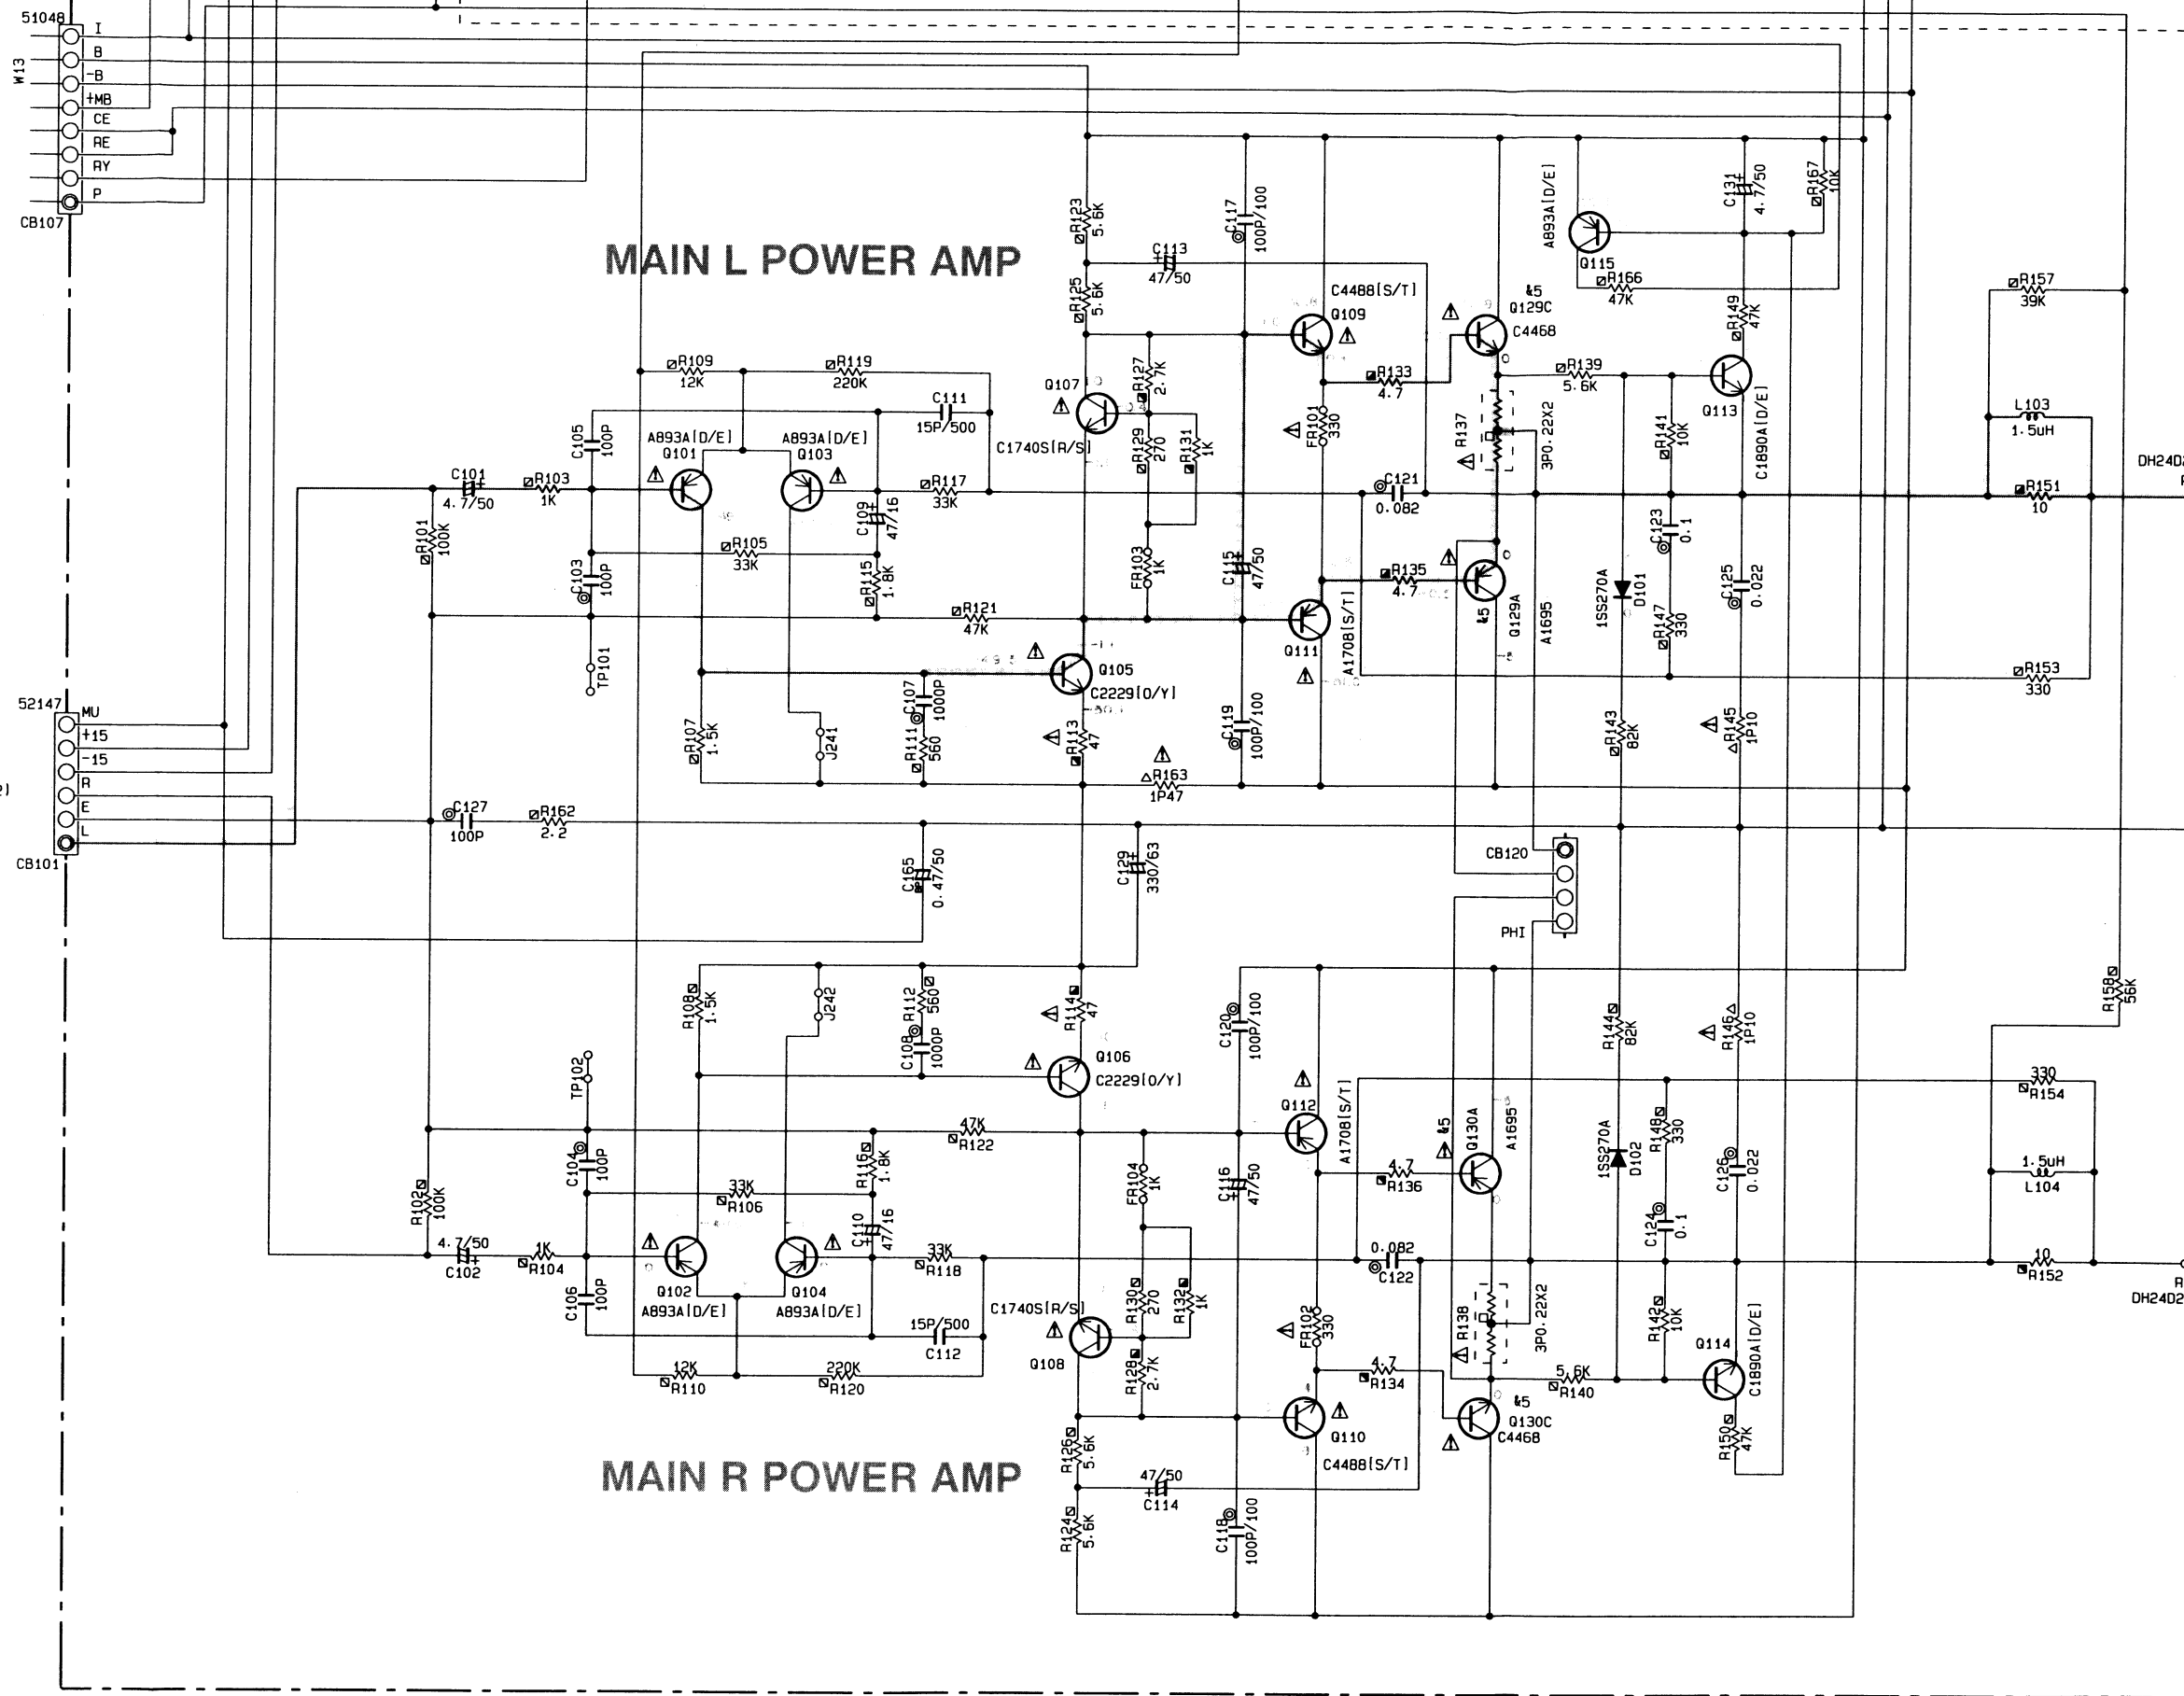 51048
I
B
-B
+MB
CE
RE
RY
P
W13
CB107
MAIN L POWER AMP
R123
5.6K
C113
47/50
R125
5.6K
C117
100P/100
C4488[S/T]
Q109
&5
Q129C
C4468
A893A[D/E]
Q115
R166
47K
C131
4.7/50
R167
10K
R149
47K
R157
39K
R109
12K
R119
220K
C111
15P/500
Q107
C1740S[R/S]
R127
2.7K
R129
270
R131
1K
R133
4.7
FR101
330
R137
3P0.22X2
R139
5.6K
R141
10K
Q113
C1890A[D/E]
L103
1.5uH
DH24D2
R151
10
C105
100P
A893A[D/E]
Q101
A893A[D/E]
Q103
C101
4.7/50
R103
1K
R117
33K
C109
47/16
R101
100K
R105
33K
C103
100P
R115
1.8K
FR103
1K
C115
47/50
C121
0.082
R135
4.7
C123
0.1
1SS270A
D101
R147
330
C125
0.022
R121
47K
TP101
Q111
A1708[S/T]
&5
Q129A
A1695
R153
330
Q105
C2229[O/Y]
C107
1000P
R111
560
R107
1.5K
J241
R113
47
C119
100P/100
R163
1P47
R143
82K
R145
1P10
52147
MU
+15
-15
R
E
L
CB101
C127
100P
R162
2.2
C165
0.47/50
C129
330/63
CB120
PHI
R108
1.5K
J242
R112
560
C108
1000P
R114
47
Q106
C2229[O/Y]
C120
100P/100
R144
82K
R146
1P10
R158
56K
TP102
Q112
A1708[S/T]
&5
Q130A
A1695
1SS270A
D102
R148
330
330
R154
47K
R122
C104
100P
R116
1.8K
FR104
1K
C116
47/50
4.7
R136
C126
0.022
1.5uH
L104
R102
100K
33K
R106
C110
47/16
4.7/50
C102
1K
R104
33K
R118
0.082
C122
C124
0.1
10
R152
DH24D2
Q102
A893A[D/E]
Q104
A893A[D/E]
C106
100P
C1740S[R/S]
Q108
R130
270
R132
1K
R128
2.7K
FR102
330
R138
3P0.22X2
R142
10K
Q114
C1890A[D/E]
15P/500
C112
12K
R110
220K
R120
4.7
R134
5.6K
R140
&5
Q130C
C4468
R150
47K
Q110
C4488[S/T]
R126
5.6K
47/50
C114
MAIN R POWER AMP
R124
5.6K
C118
100P/100